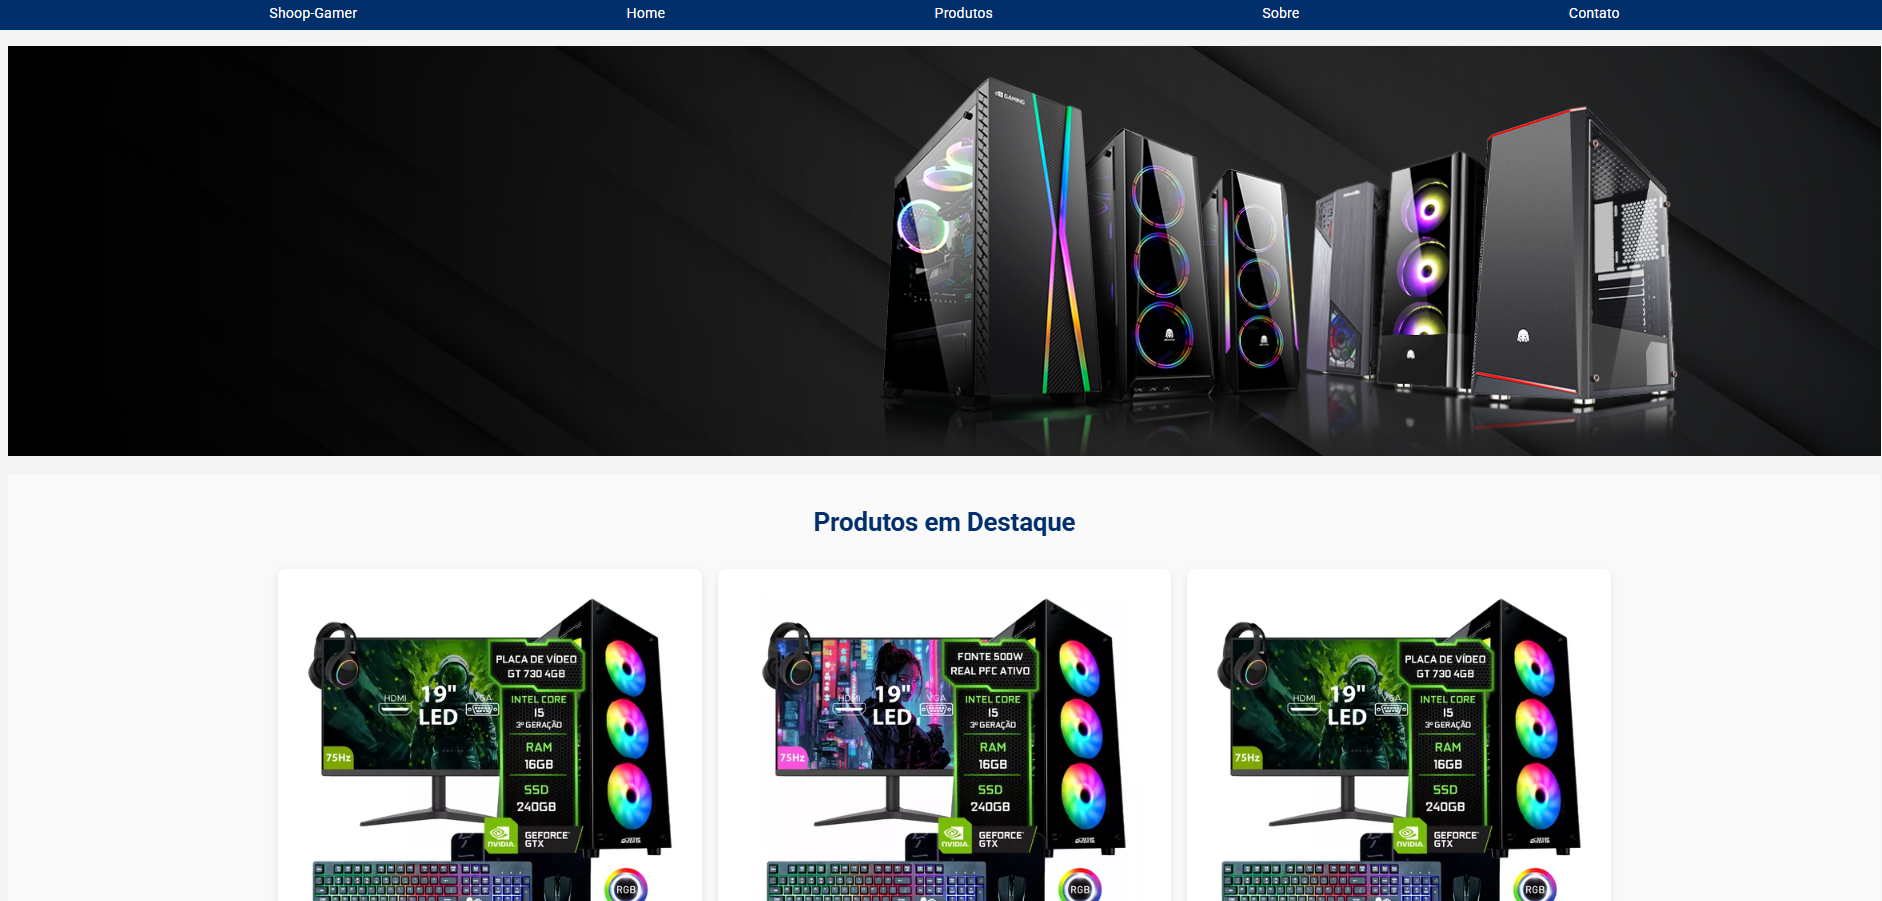 Shoop-Gamer Home Produtos Sobre Contato
GAMING
Produtos em Destaque
PLACA DE VÍDEO
GT 730 4GB
HDMI
19"
LED
VGA
75Hz
INTEL CORE
I5
3ª GERAÇÃO
RAM
16GB
SSD
240GB
NVIDIA.
GEFORCE
GTX
RGB
FONTE 500W
REAL PFC ATIVO
HDMI
19"
LED
VGA
75Hz
INTEL CORE
I5
3ª GERAÇÃO
RAM
16GB
SSD
240GB
NVIDIA.
GEFORCE
GTX
RGB
PLACA DE VÍDEO
GT 730 4GB
HDMI
19"
LED
VGA
75Hz
INTEL CORE
I5
3ª GERAÇÃO
RAM
16GB
SSD
240GB
NVIDIA.
GEFORCE
GTX
RGB